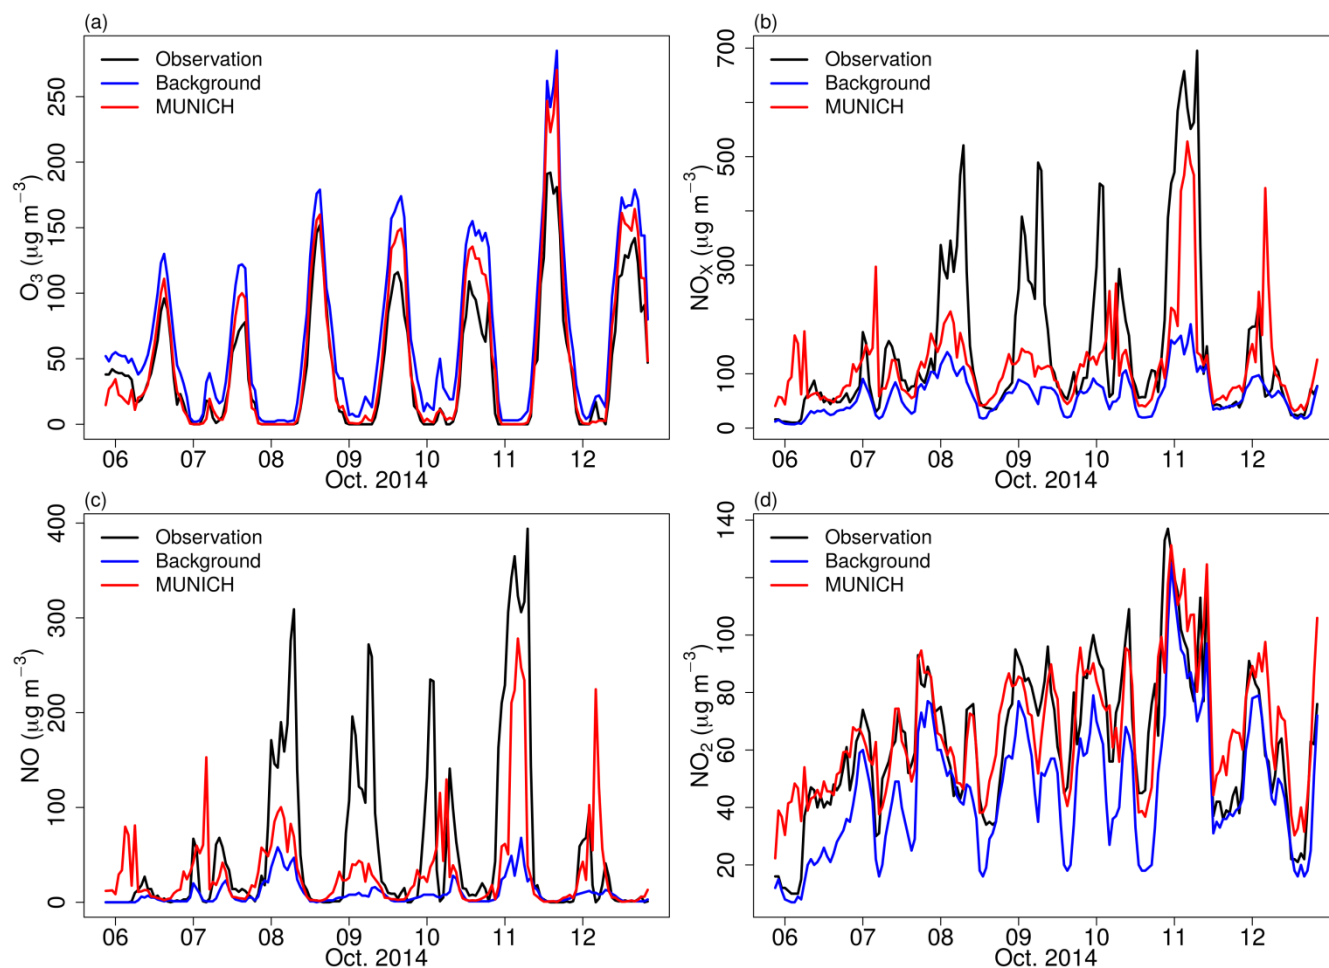 (a)
Observation
Background
MUNICH
O3 (μg m−3)
0 50 100 150 200 250
06 07 08 09 10 11 12
Oct. 2014
(b)
Observation
Background
MUNICH
NOX (μg m−3)
0 100 300 500 700
06 07 08 09 10 11 12
Oct. 2014
(c)
Observation
Background
MUNICH
NO (μg m−3)
0 100 200 300 400
06 07 08 09 10 11 12
Oct. 2014
(d)
Observation
Background
MUNICH
NO2 (μg m−3)
20 40 60 80 100 140
06 07 08 09 10 11 12
Oct. 2014